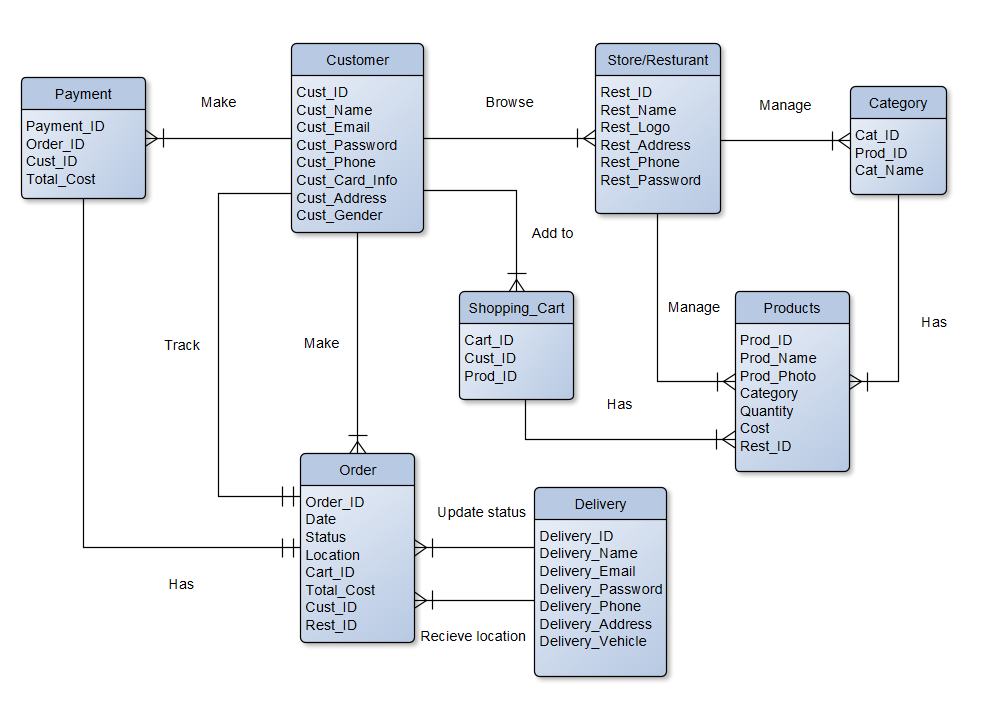 Payment
Payment_ID
Order_ID
Cust_ID
Total_Cost
Make
Customer
Cust_ID
Cust_Name
Cust_Email
Cust_Password
Cust_Phone
Cust_Card_Info
Cust_Address
Cust_Gender
Browse
Store/Resturant
Rest_ID
Rest_Name
Rest_Logo
Rest_Address
Rest_Phone
Rest_Password
Manage
Category
Cat_ID
Prod_ID
Cat_Name
Add to
Shopping_Cart
Cart_ID
Cust_ID
Prod_ID
Manage
Products
Prod_ID
Prod_Name
Prod_Photo
Category
Quantity
Cost
Rest_ID
Has
Track
Make
Has
Order
Order_ID
Date
Status
Location
Cart_ID
Total_Cost
Cust_ID
Rest_ID
Update status
Delivery
Delivery_ID
Delivery_Name
Delivery_Email
Delivery_Password
Delivery_Phone
Delivery_Address
Delivery_Vehicle
Has
Recieve location